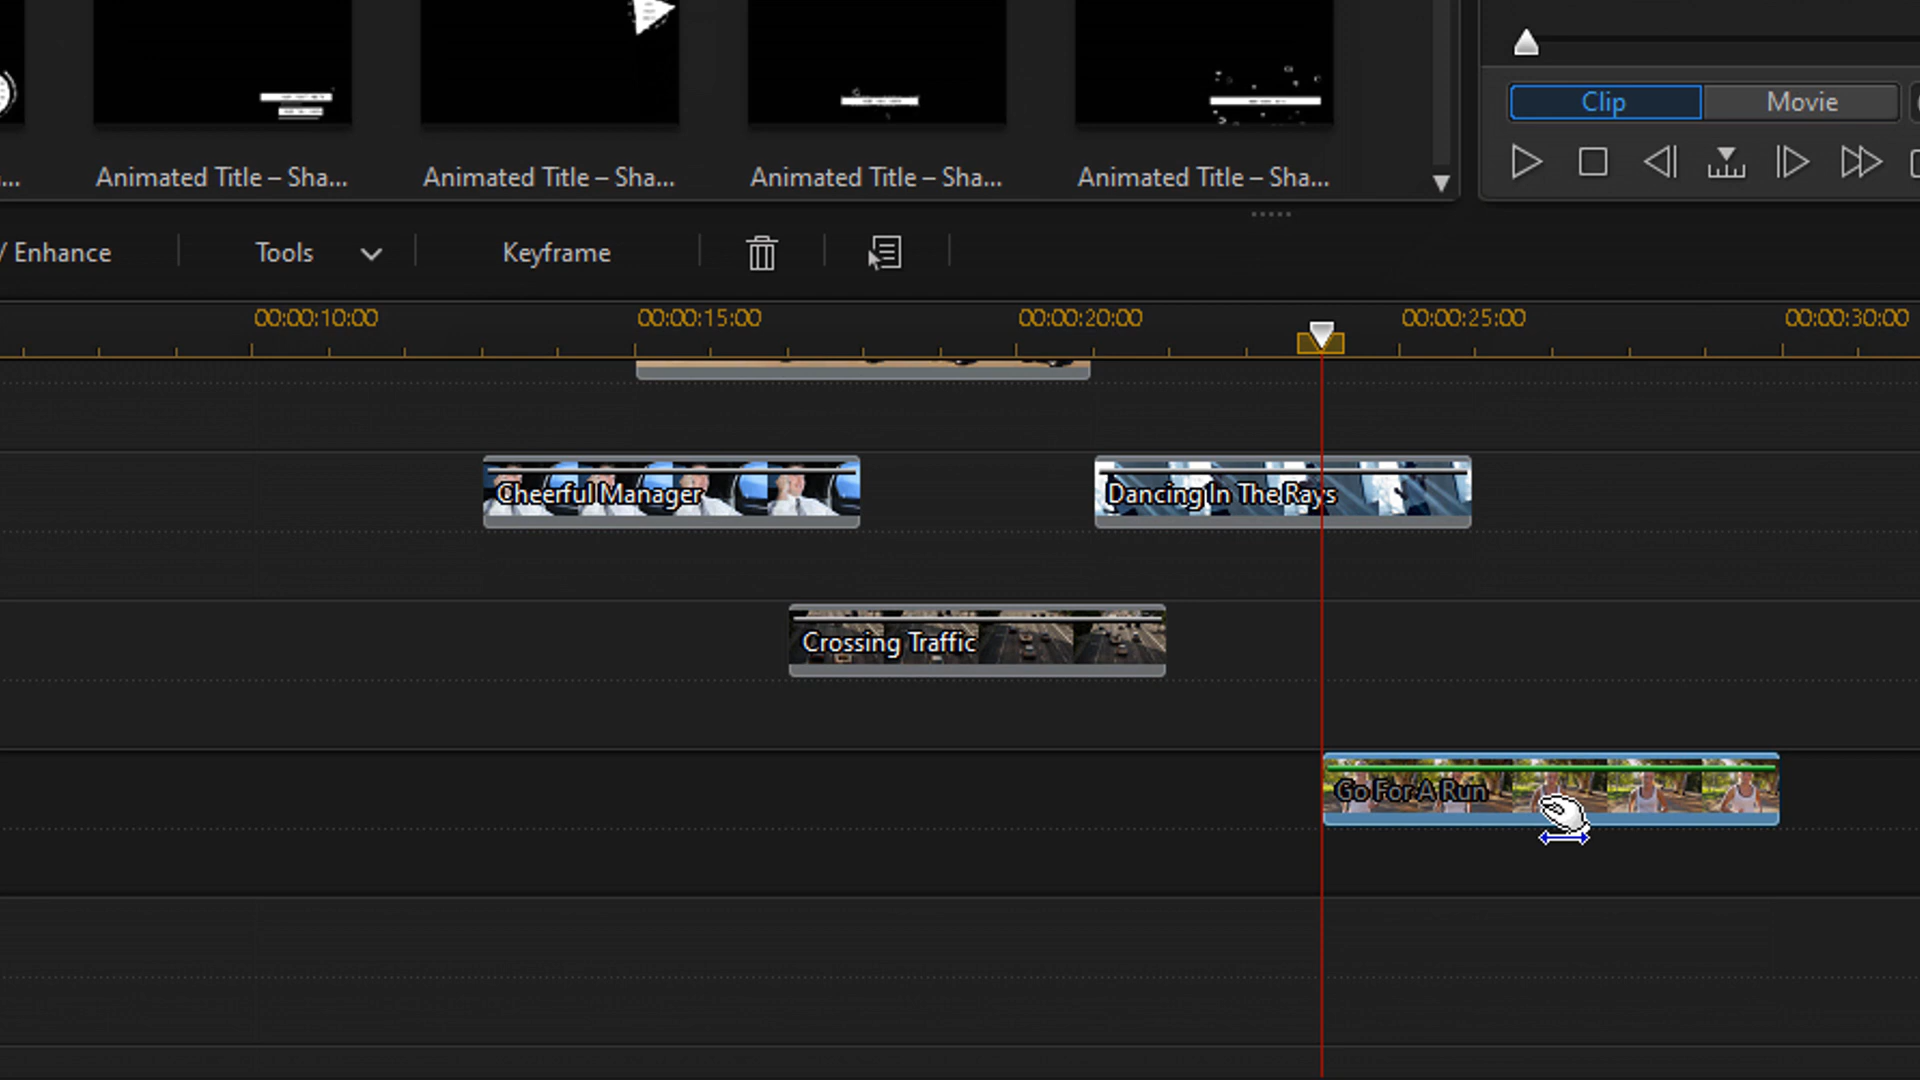 ...
Animated Title – Sha...
Animated Title – Sha...
Animated Title – Sha...
Animated Title – Sha...
Clip
Movie
/ Enhance
Tools
Keyframe
00:00:10:00
00:00:15:00
00:00:20:00
00:00:25:00
00:00:30:00
Cheerful Manager
Dancing In The Rays
Crossing Traffic
Go For A Run